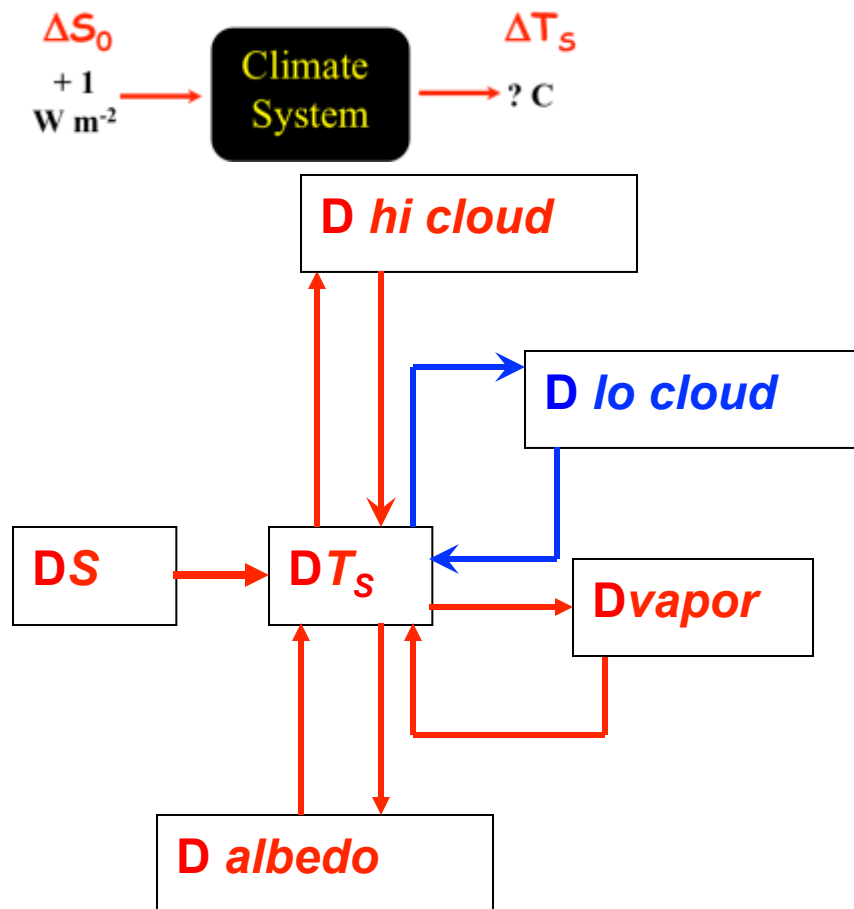 ΔS₀ ΔTₛ
+ 1
W m⁻²
Climate
System
? C
D hi cloud
D lo cloud
DS
DTₛ
Dvapor
D albedo